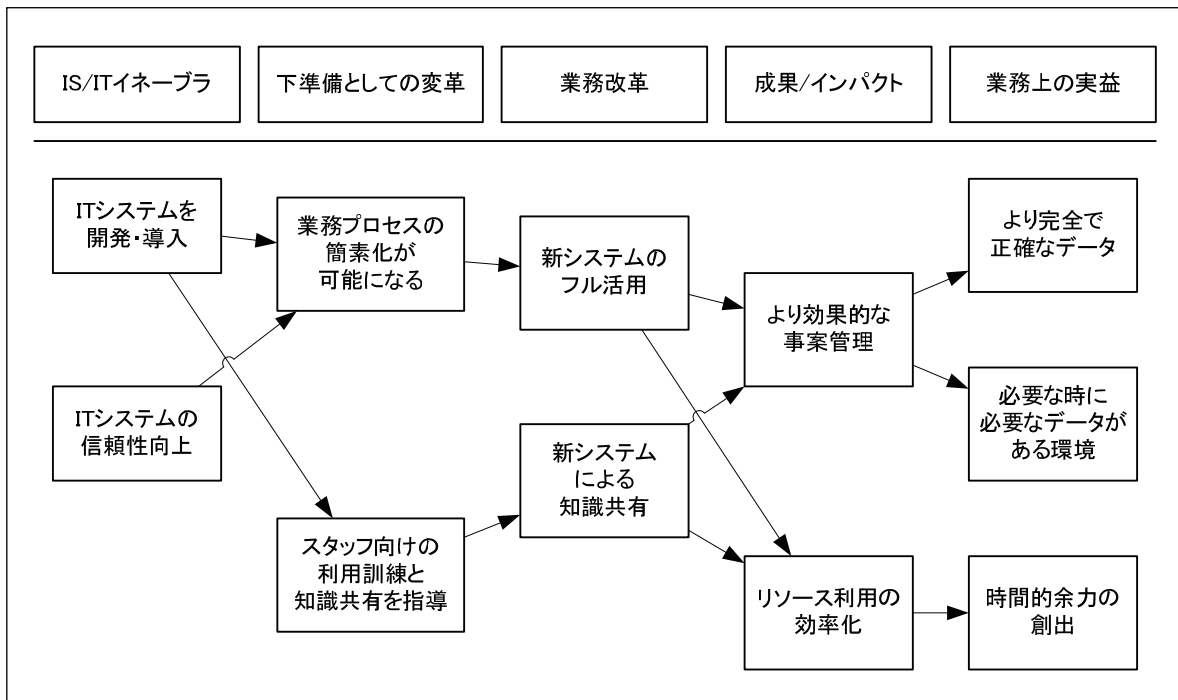 IS/ITイネーブラ
下準備としての変革
業務改革
成果/インパクト
業務上の実益
ITシステムを
開発・導入
ITシステムの
信頼性向上
業務プロセスの
簡素化が
可能になる
スタッフ向けの
利用訓練と
知識共有を指導
新システムの
フル活用
新システム
による
知識共有
より効果的な
事案管理
リソース利用の
効率化
より完全で
正確なデータ
必要な時に
必要なデータが
ある環境
時間的余力の
創出